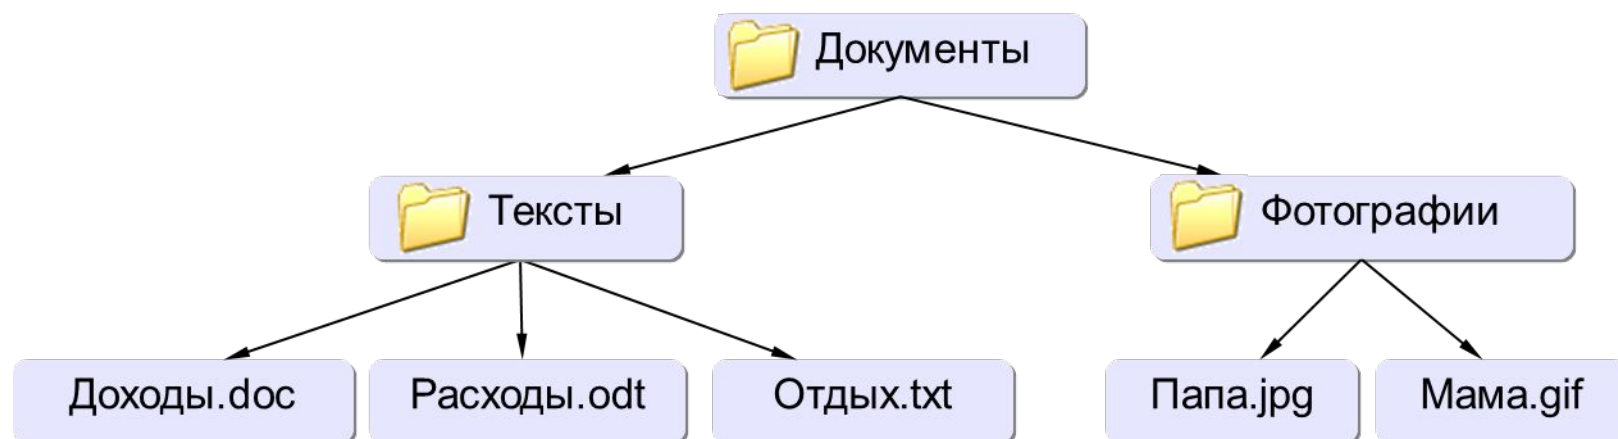 Документы
Тексты
Фотографии
Доходы.doc
Расходы.odt
Отдых.txt
Папа.jpg
Мама.gif